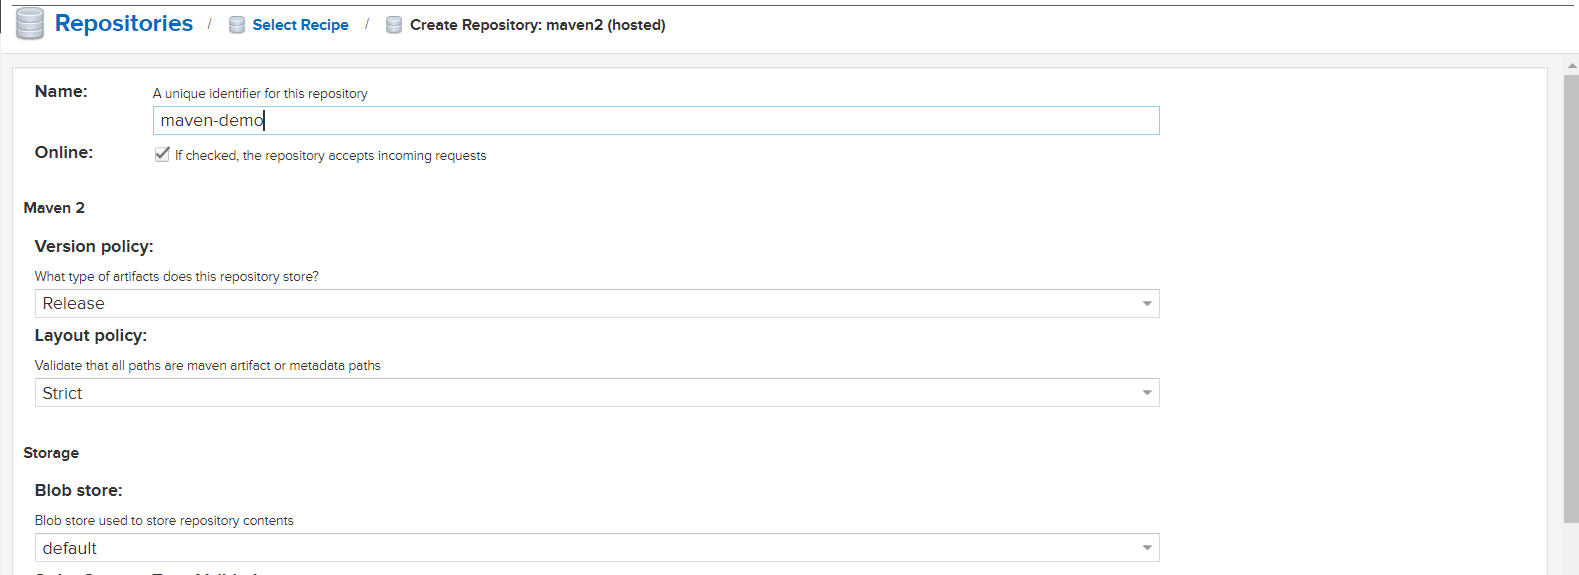 Repositories / Select Recipe / Create Repository: maven2 (hosted)
Name:
A unique identifier for this repository
maven-demo
Online:
If checked, the repository accepts incoming requests
Maven 2
Version policy:
What type of artifacts does this repository store?
Release
Layout policy:
Validate that all paths are maven artifact or metadata paths
Strict
Storage
Blob store:
Blob store used to store repository contents
default